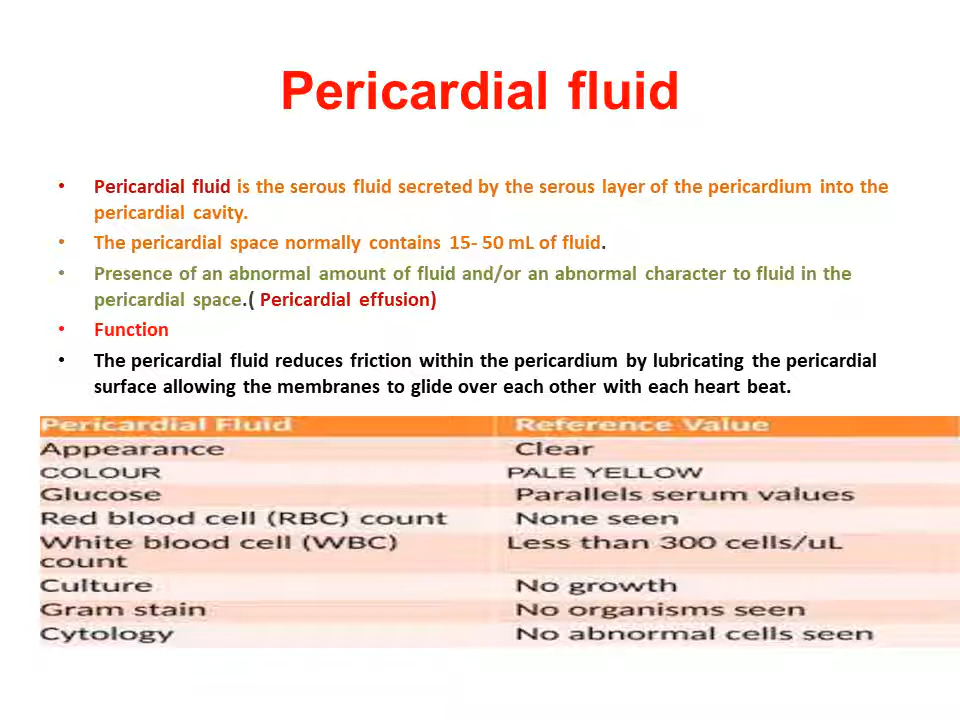 Pericardial fluid
• Pericardial fluid is the serous fluid secreted by the serous layer of the pericardium into the
pericardial cavity.
• The pericardial space normally contains 15- 50 mL of fluid.
• Presence of an abnormal amount of fluid and/or an abnormal character to fluid in the
pericardial space.( Pericardial effusion)
• Function
• The pericardial fluid reduces friction within the pericardium by lubricating the pericardial
surface allowing the membranes to glide over each other with each heart beat.
Pericardial Fluid Reference Value
Appearance Clear
COLOUR PALE YELLOW
Glucose Parallels serum values
Red blood cell (RBC) count None seen
White blood cell (WBC) Less than 300 cells/uL
count
Culture No growth
Gram stain No organisms seen
Cytology No abnormal cells seen